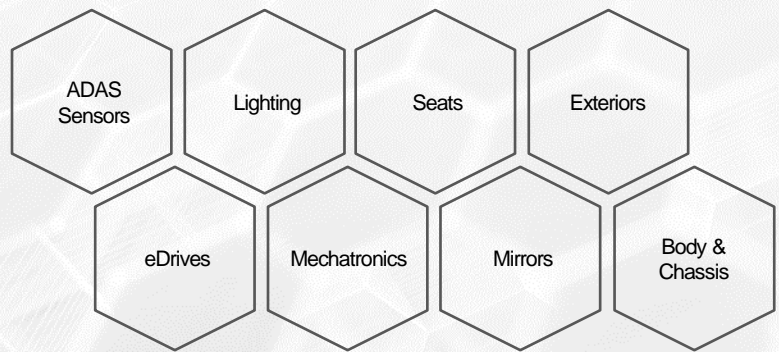 ADAS
Sensors
Lighting
Seats
Exteriors
eDrives
Mechatronics
Mirrors
Body &
Chassis